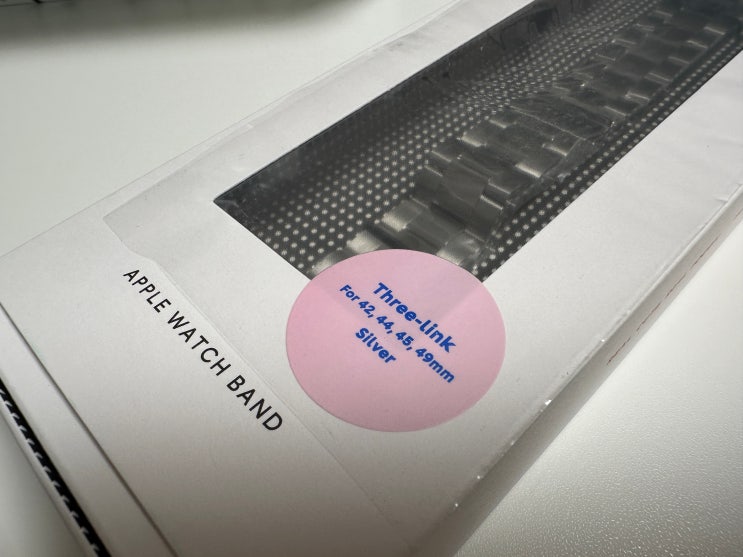 APPLE WATCH BAND
Three-link
For 42, 44, 45, 49mm
Silver